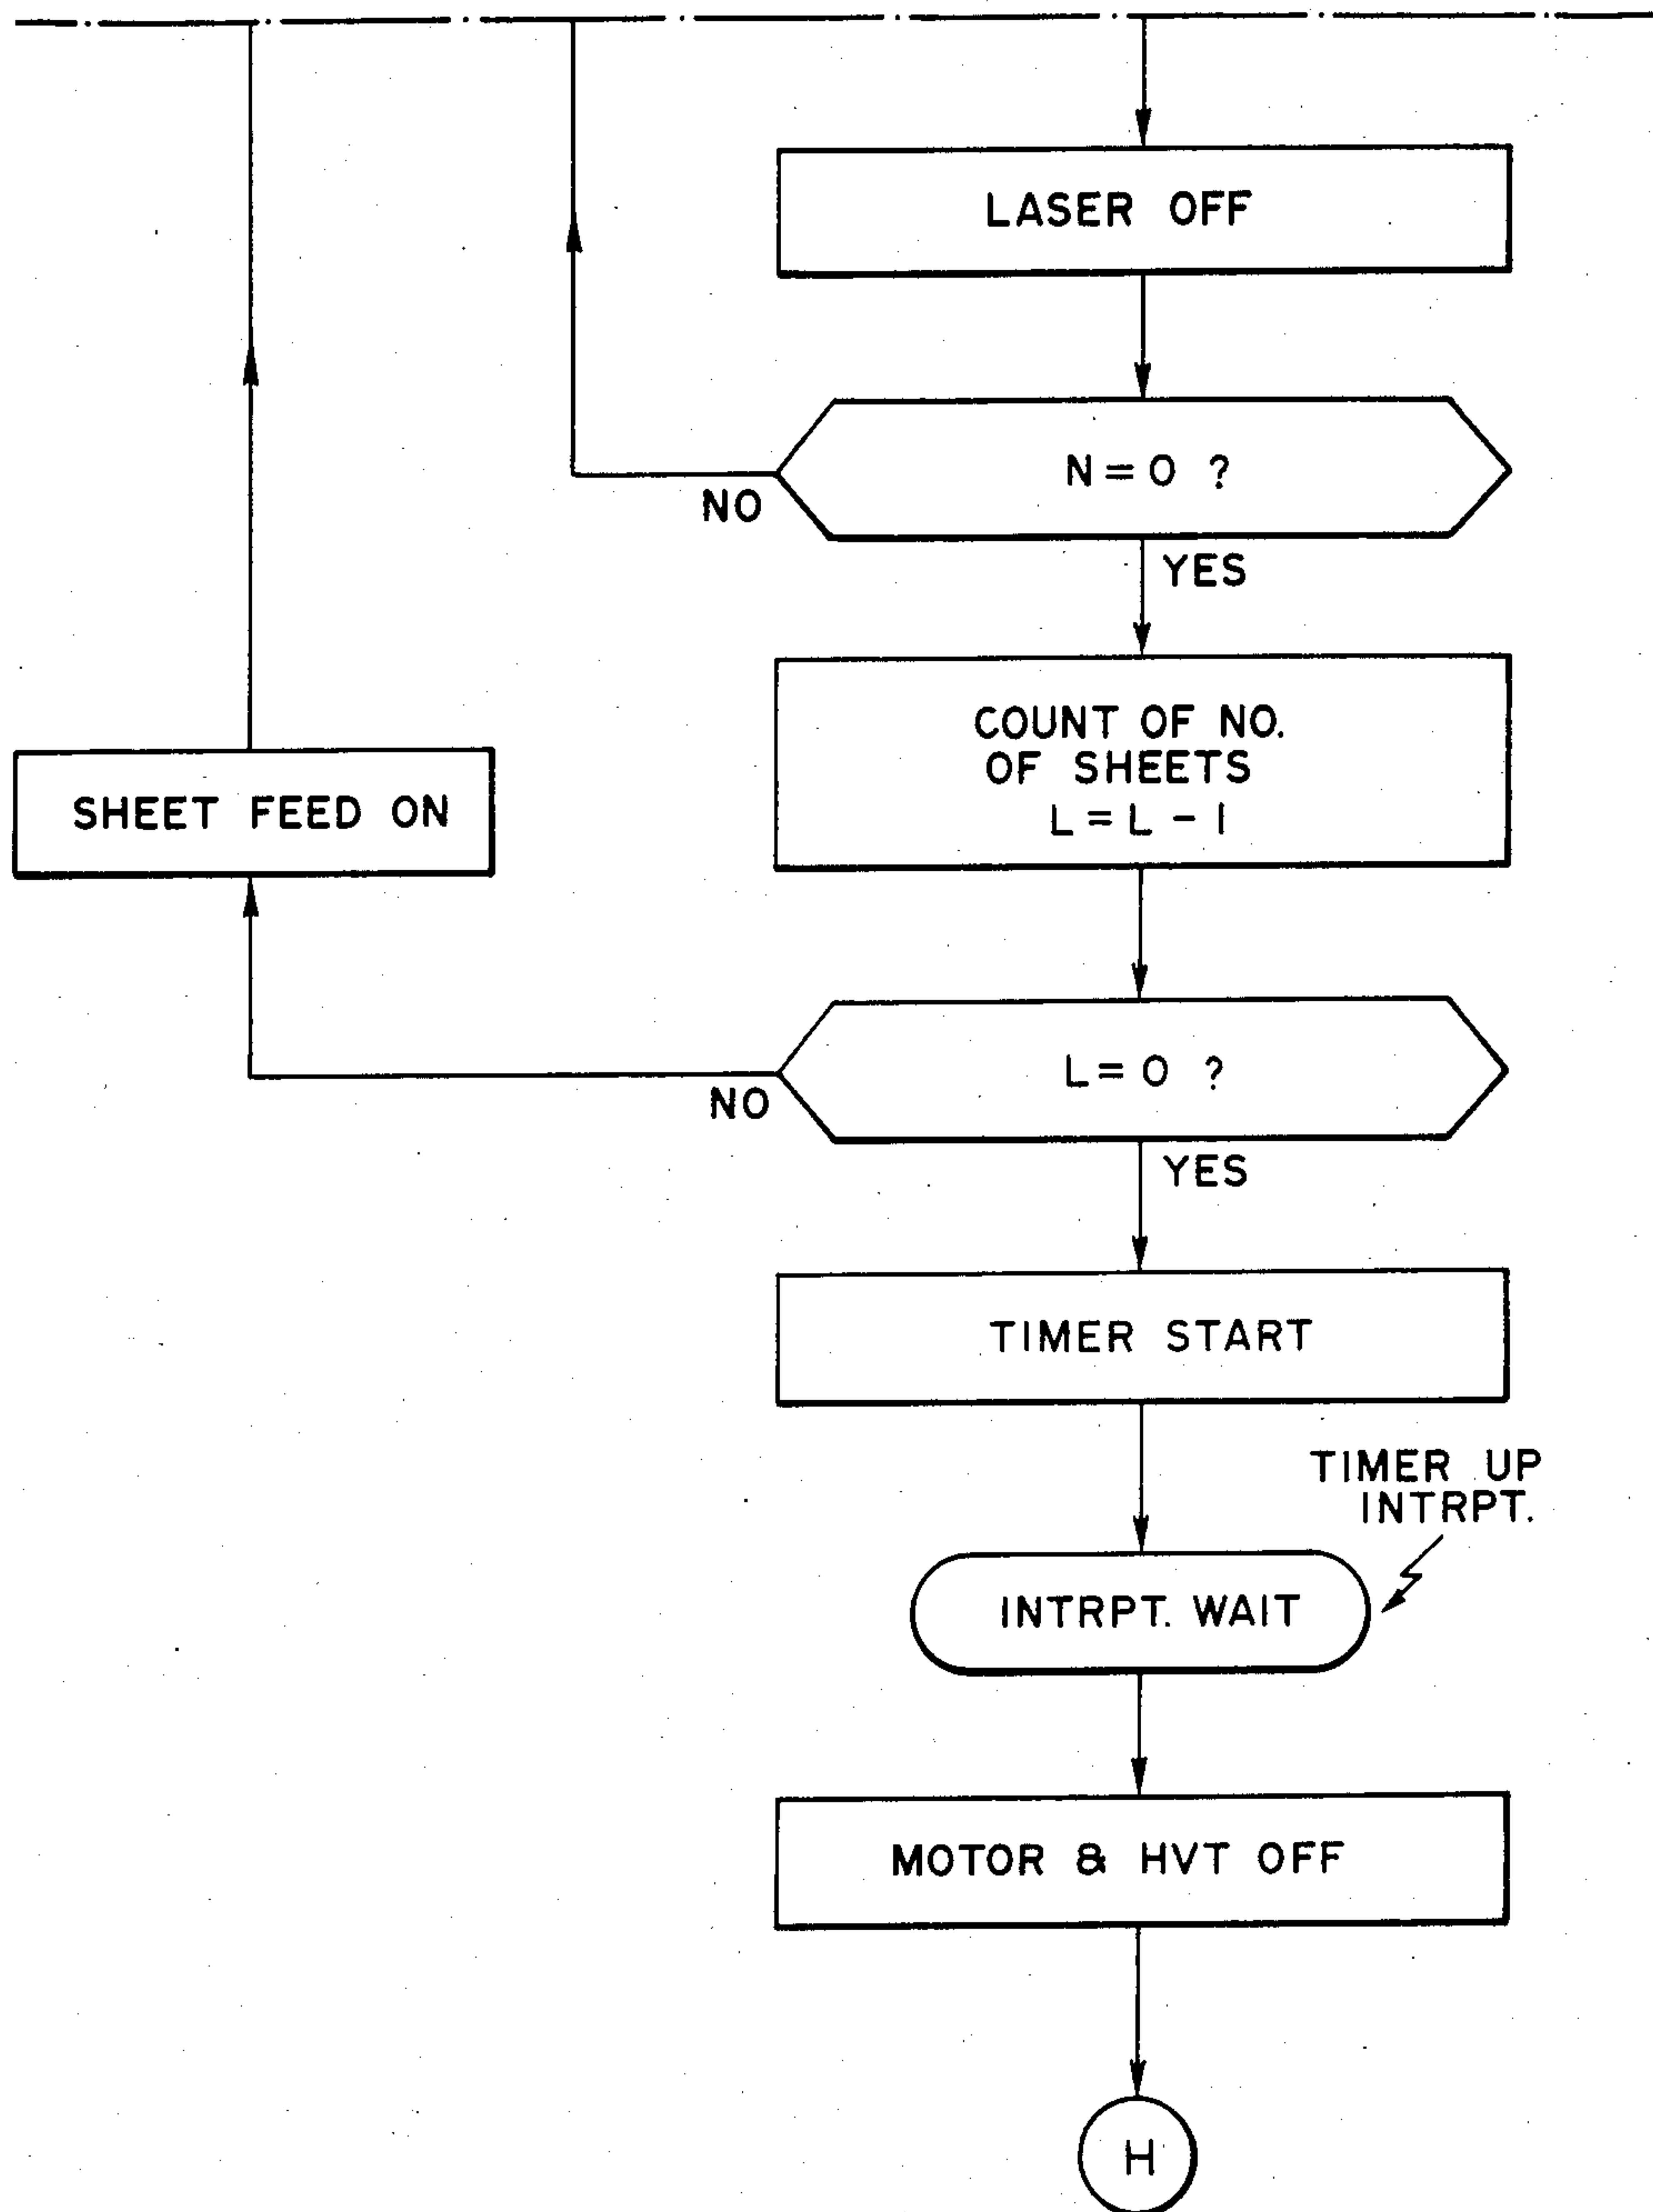 LASER OFF
N = 0 ?
NO
YES
COUNT OF NO.
OF SHEETS
L = L - 1
SHEET FEED ON
L = 0 ?
NO
YES
TIMER START
TIMER UP
INTRPT.
INTRPT. WAIT
MOTOR & HVT OFF
H